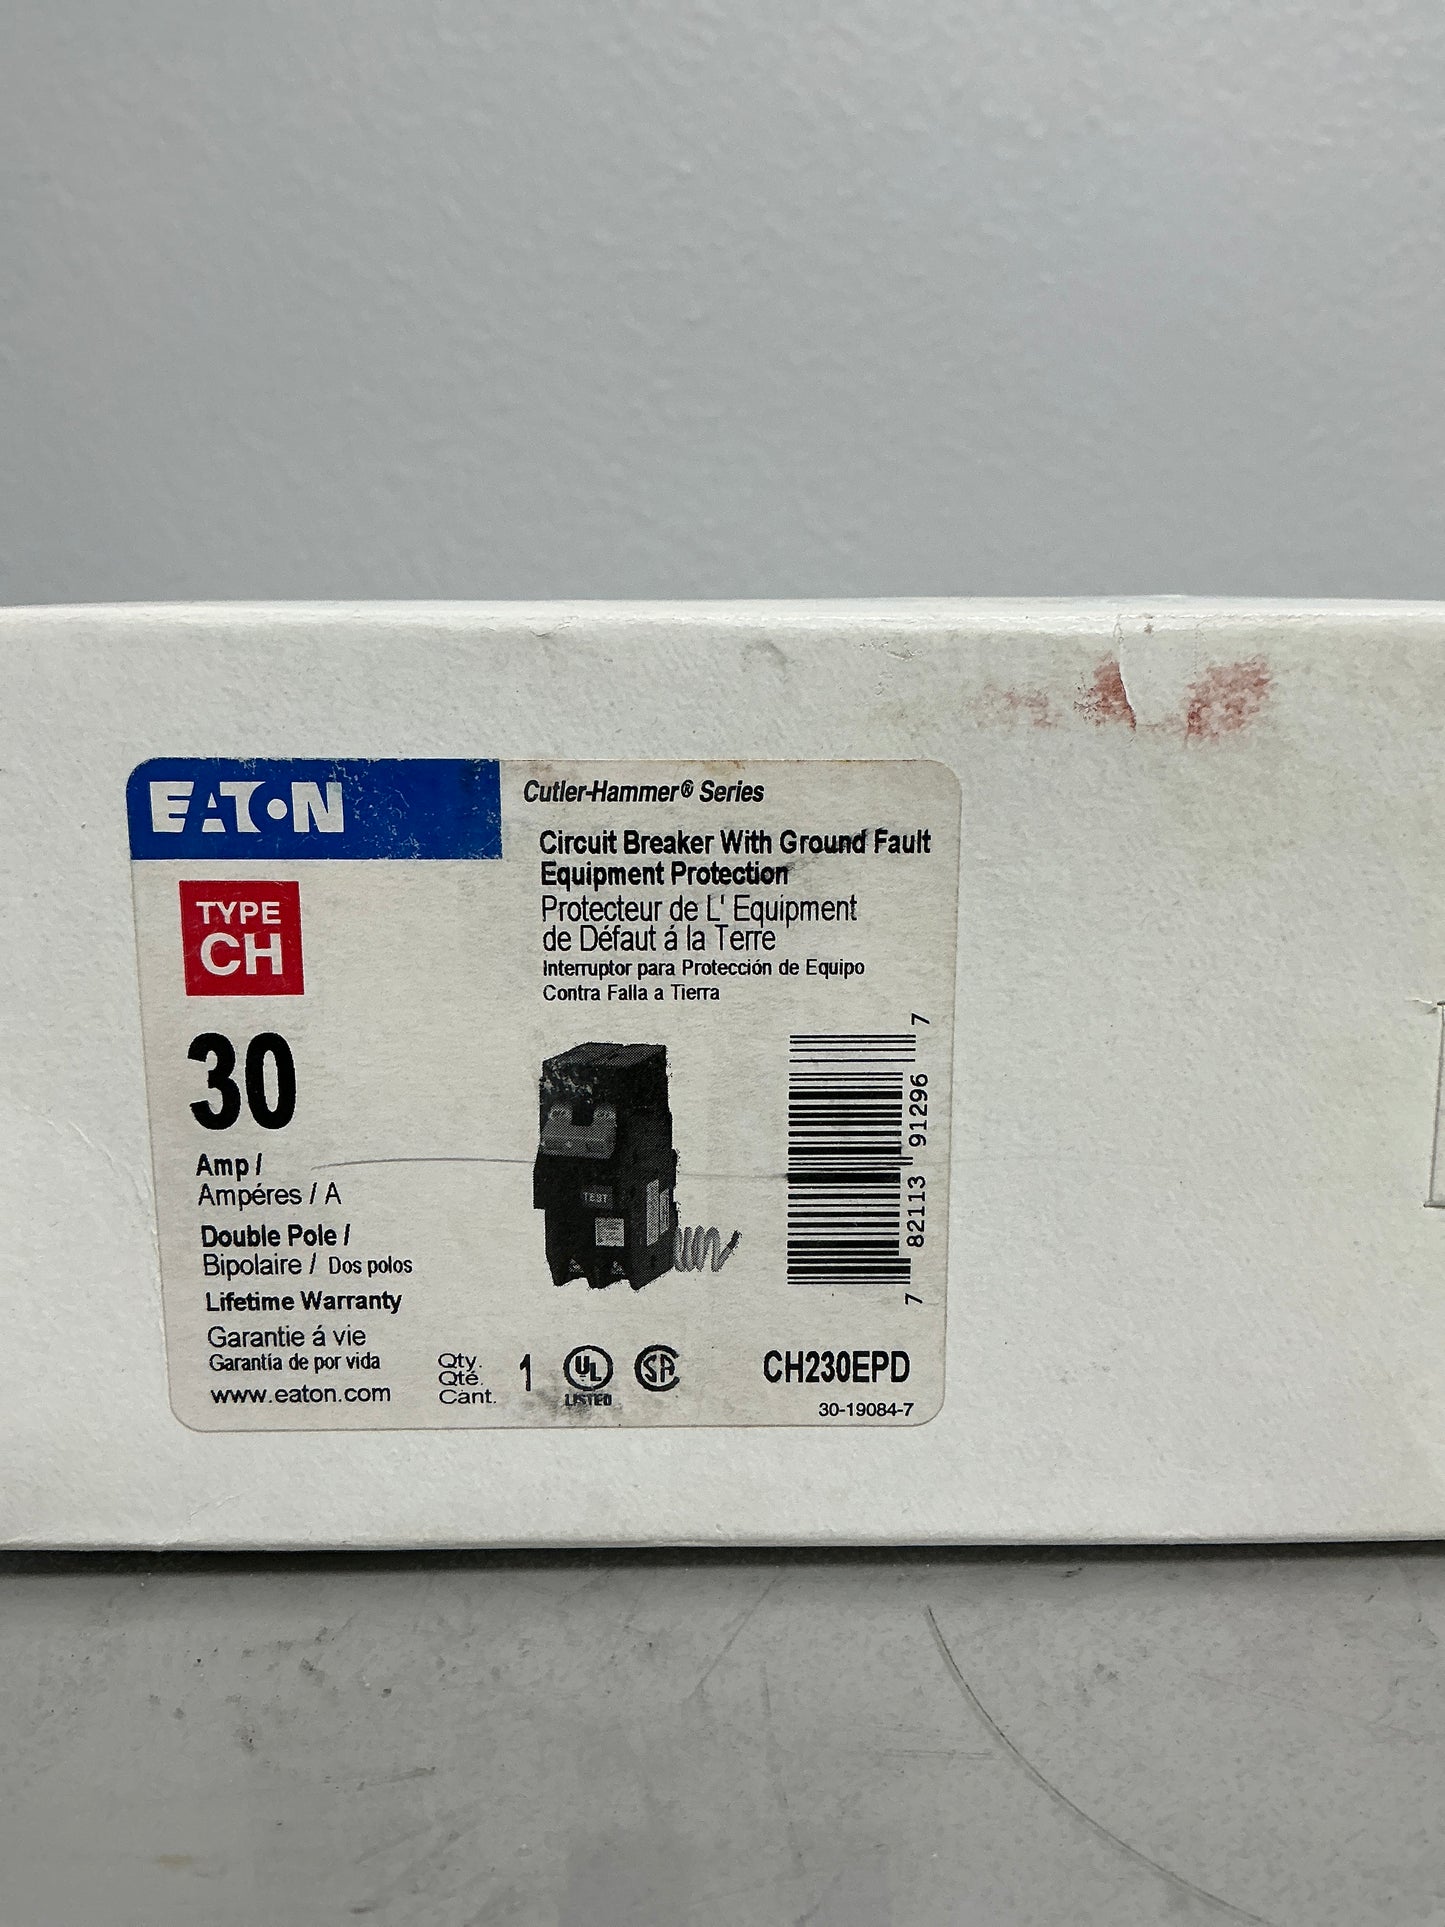 EATON
Cutler-Hammer® Series
Circuit Breaker With Ground Fault
Equipment Protection
Protecteur de L' Equipment
de Défaut á la Terre
Interruptor para Protección de Equipo
Contra Falla a Tierra
TYPE
CH
30
Amp /
Ampéres / A
Double Pole /
Bipolaire / Dos polos
Lifetime Warranty
Garantie á vie
Garantía de por vida
www.eaton.com
Qty.
Qté.
Cant.
1
UL
LISTED
SA
TEST
7 82113 91296 7
CH230EPD
30-19084-7